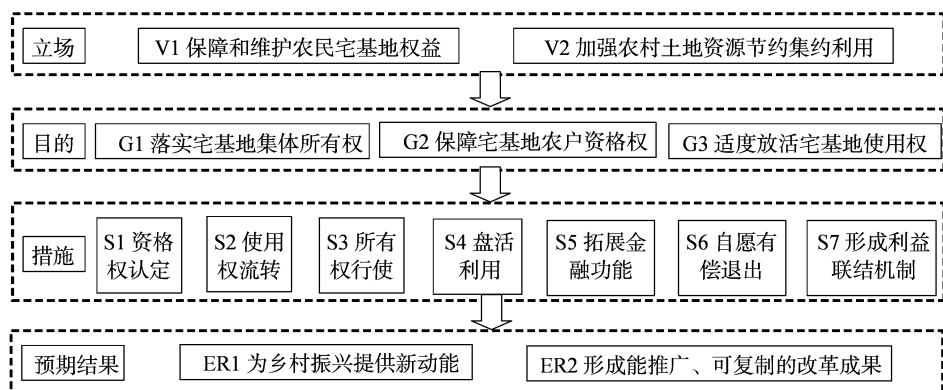 立场
V1 保障和维护农民宅基地权益
V2 加强农村土地资源节约集约利用
目的
G1 落实宅基地集体所有权
G2 保障宅基地农户资格权
G3 适度放活宅基地使用权
措施
S1 资格
权认定
S2 使用
权流转
S3 所有
权行使
S4 盘活
利用
S5 拓展金
融功能
S6 自愿有
偿退出
S7 形成利益
联结机制
预期结果
ER1 为乡村振兴提供新动能
ER2 形成能推广、可复制的改革成果